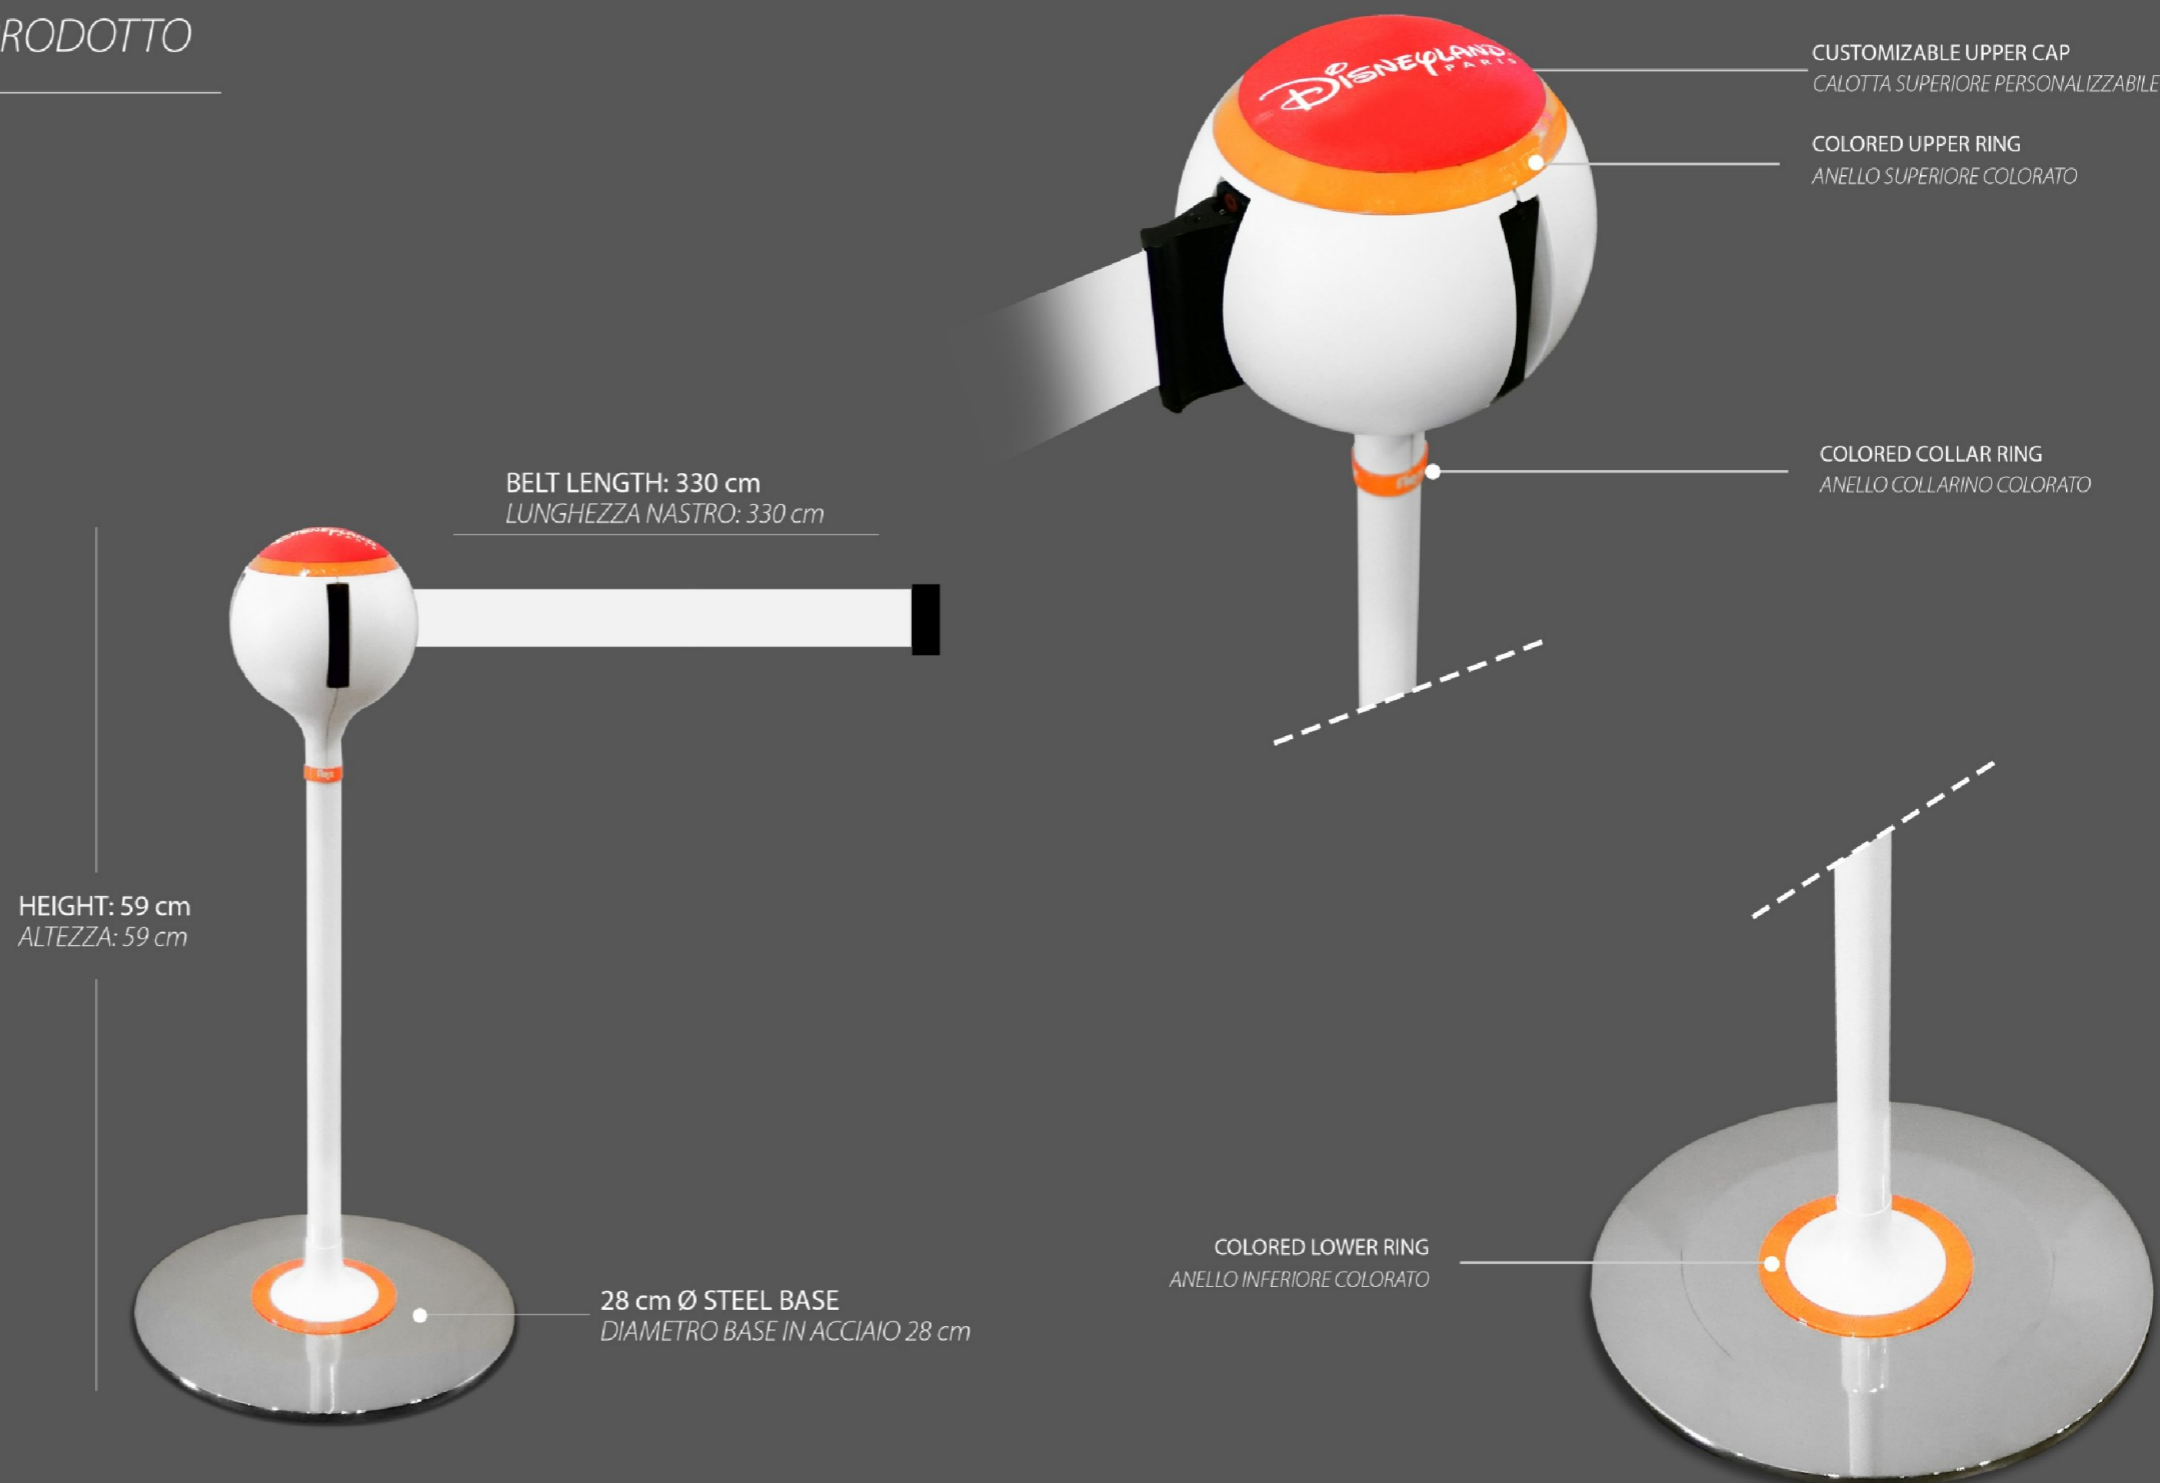 RODOTTO
DISNEYLAND
PARIS
CUSTOMIZABLE UPPER CAP
CALOTTA SUPERIORE PERSONALIZZABILE
COLORED UPPER RING
ANELLO SUPERIORE COLORATO
COLORED COLLAR RING
ANELLO COLLARINO COLORATO
BELT LENGTH: 330 cm
LUNGHEZZA NASTRO: 330 cm
DISNEYLAND
PARIS
HEIGHT: 59 cm
ALTEZZA: 59 cm
28 cm Ø STEEL BASE
DIAMETRO BASE IN ACCIAIO 28 cm
COLORED LOWER RING
ANELLO INFERIORE COLORATO